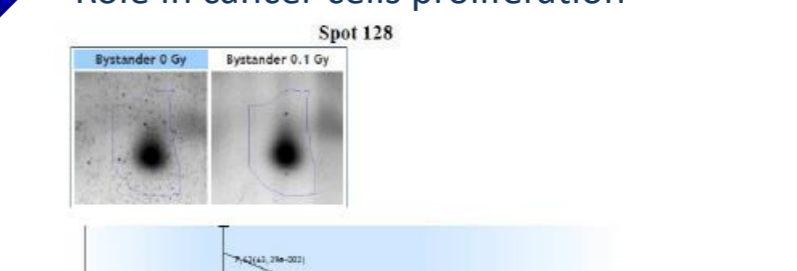 Role in cancer cells proliferation
Spot 128
Bystander 0 Gy
Bystander 0.1 Gy